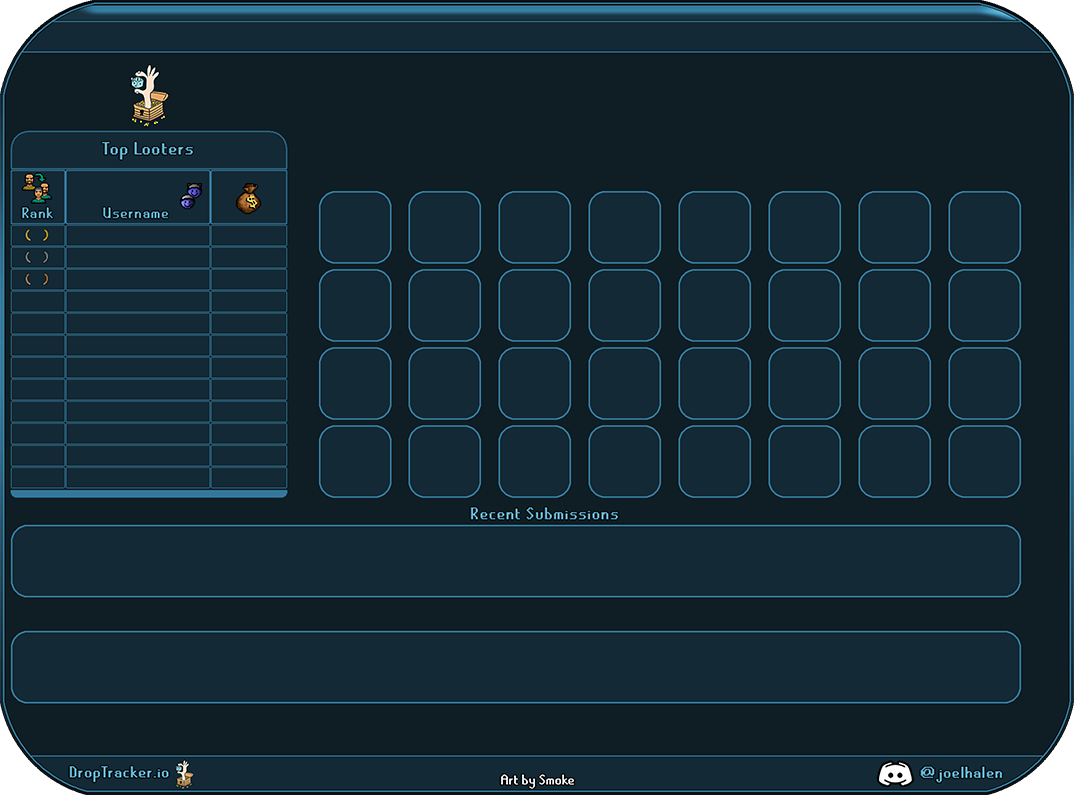 Top Looters
Rank
Username
( )
( )
( )
Recent Submissions
DropTracker.io
Art by Smoke
@joelhalen